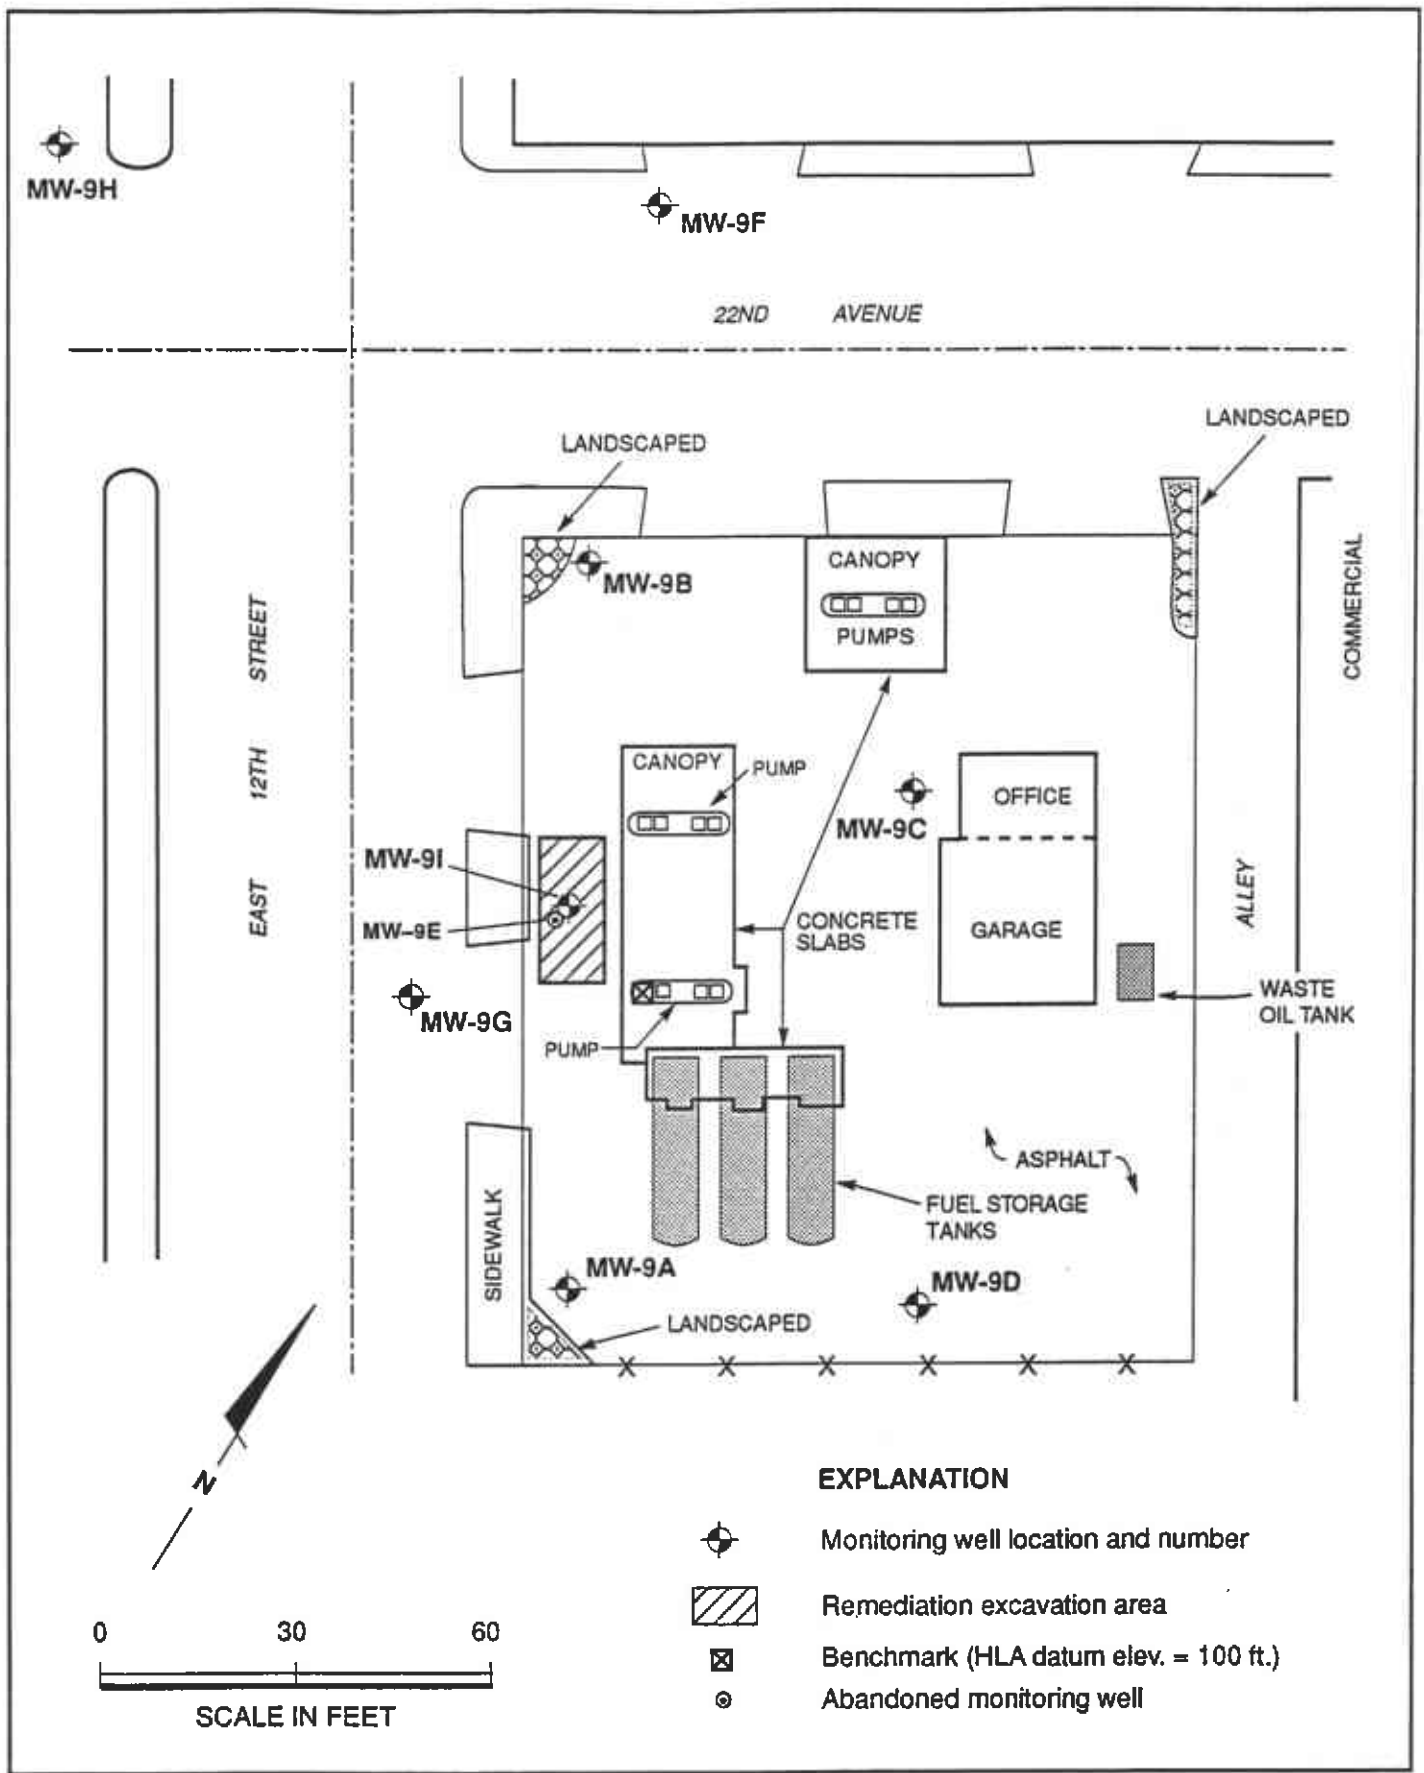 MW-9H
MW-9F
22ND AVENUE
LANDSCAPED
LANDSCAPED
COMMERCIAL
CANOPY
MW-9B
PUMPS
EAST 12TH STREET
CANOPY
PUMP
OFFICE
MW-9C
MW-9I
ALLEY
CONCRETE
SLABS
GARAGE
MW-9E
WASTE
OIL TANK
MW-9G
PUMP
ASPHALT
FUEL STORAGE
TANKS
SIDEWALK
MW-9A
MW-9D
LANDSCAPED
X X X X X X
N
EXPLANATION
Monitoring well location and number
Remediation excavation area
Benchmark (HLA datum elev. = 100 ft.)
Abandoned monitoring well
0 30 60
SCALE IN FEET